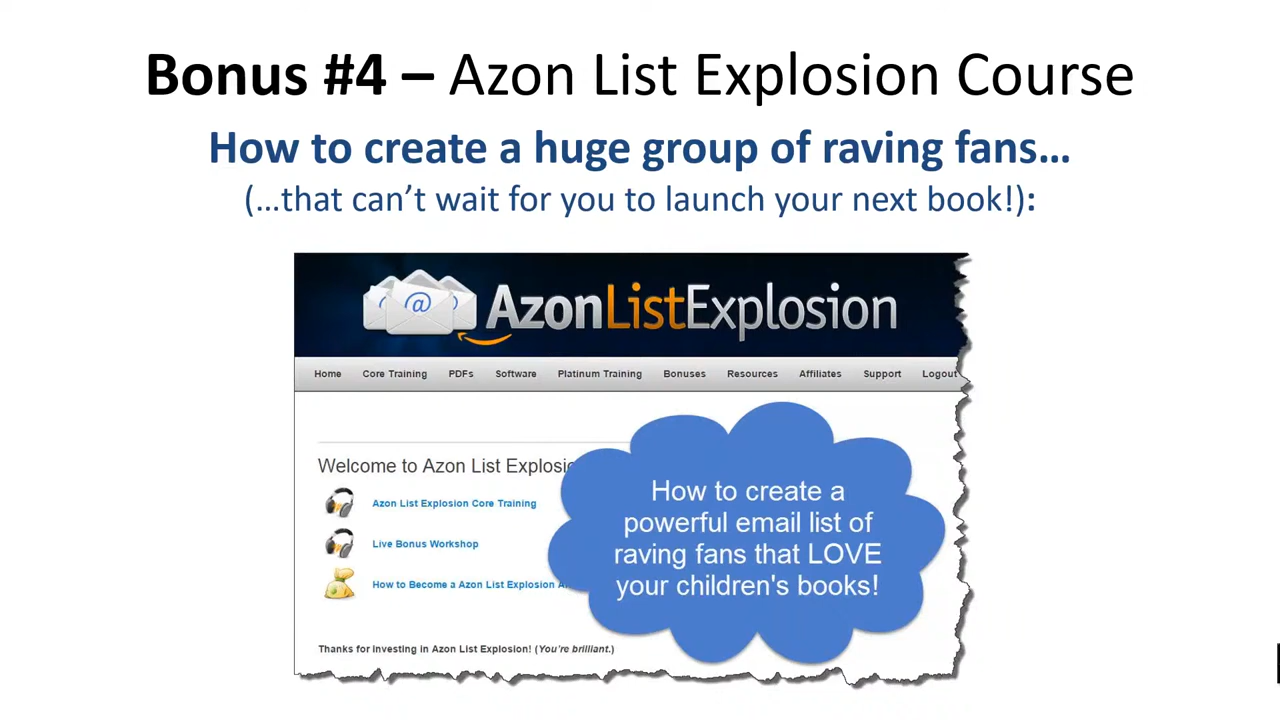 Bonus #4 – Azon List Explosion Course
How to create a huge group of raving fans…
(…that can’t wait for you to launch your next book!):
@
AzonListExplosion
Home Core Training PDFs Software Platinum Training Bonuses Resources Affiliates Support Logout
Welcome to Azon List
Azon List Explosion Core Training
Live Bonus Workshop
How to Become a Azon List Explosion
Thanks for investing in Azon List Explosion! (You're brilliant.)
How to create a
powerful email list of
raving fans that LOVE
your children's books!